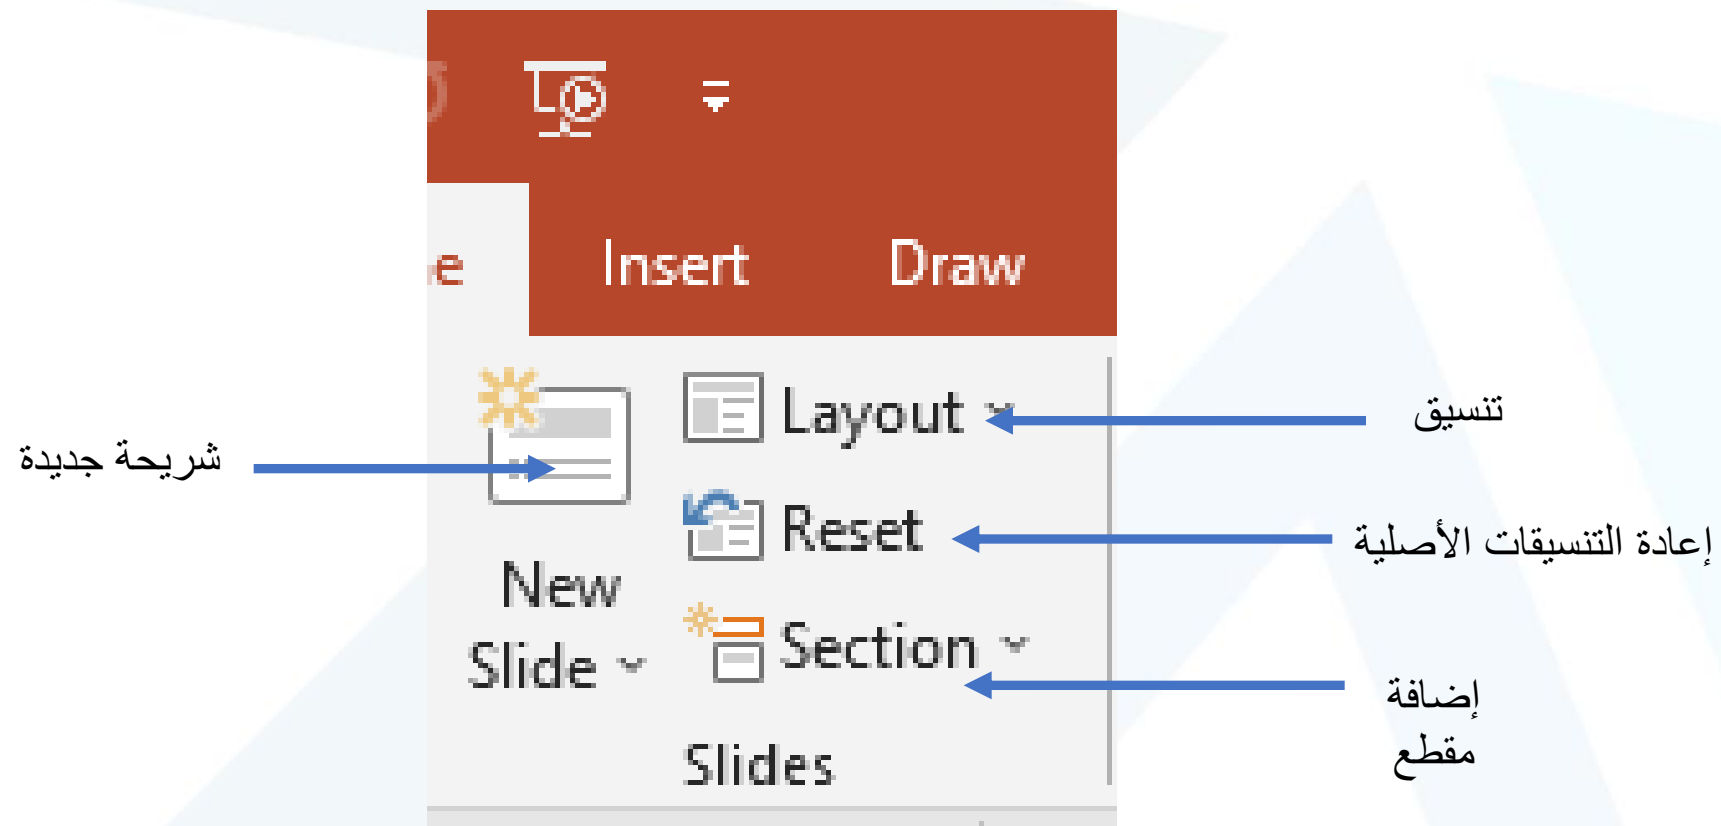 e Insert Draw
Layout
تنسيق
شريحة جديدة
Reset
إعادة التنسيقات الأصلية
New
Slide
Section
إضافة
مقطع
Slides